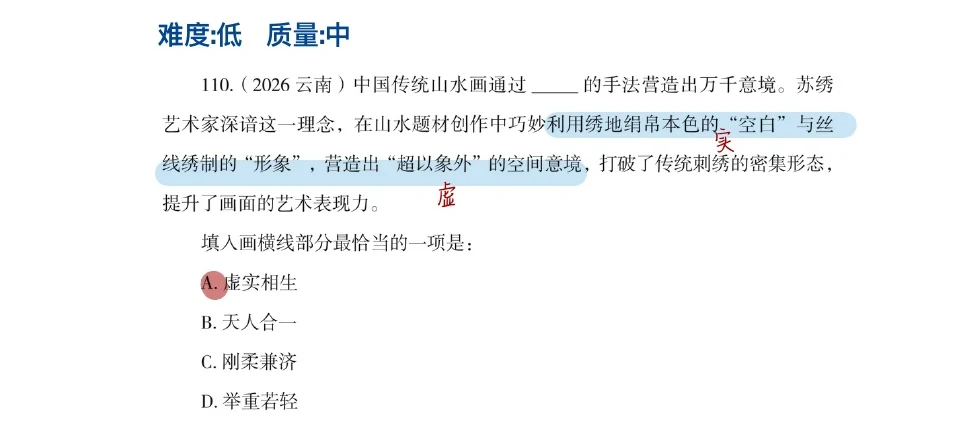 难度:低 质量:中
110.（2026 云南）中国传统山水画通过 _____ 的手法营造出万千意境。苏绣
艺术家深谙这一理念，在山水题材创作中巧妙利用绣地绢帛本色的“空白”与丝
实
线绣制的“形象”，营造出“超以象外”的空间意境，打破了传统刺绣的密集形态，
虚
提升了画面的艺术表现力。
填入画横线部分最恰当的一项是：
A. 虚实相生
B. 天人合一
C. 刚柔兼济
D. 举重若轻